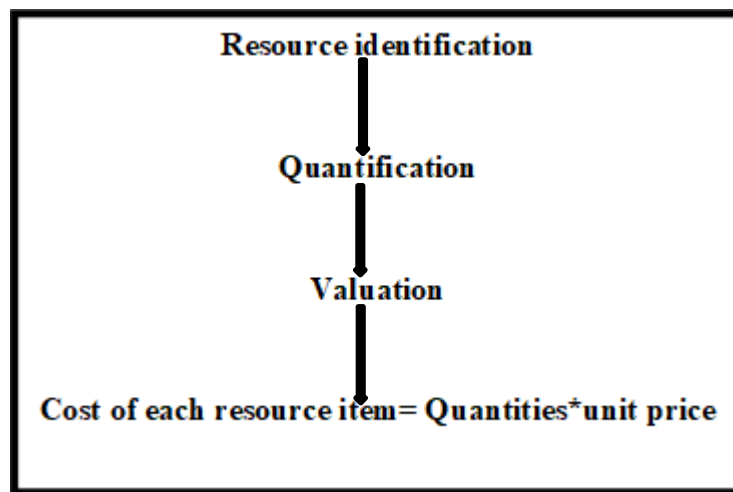 Resource identification
Quantification
Valuation
Cost of each resource item= Quantities*unit price